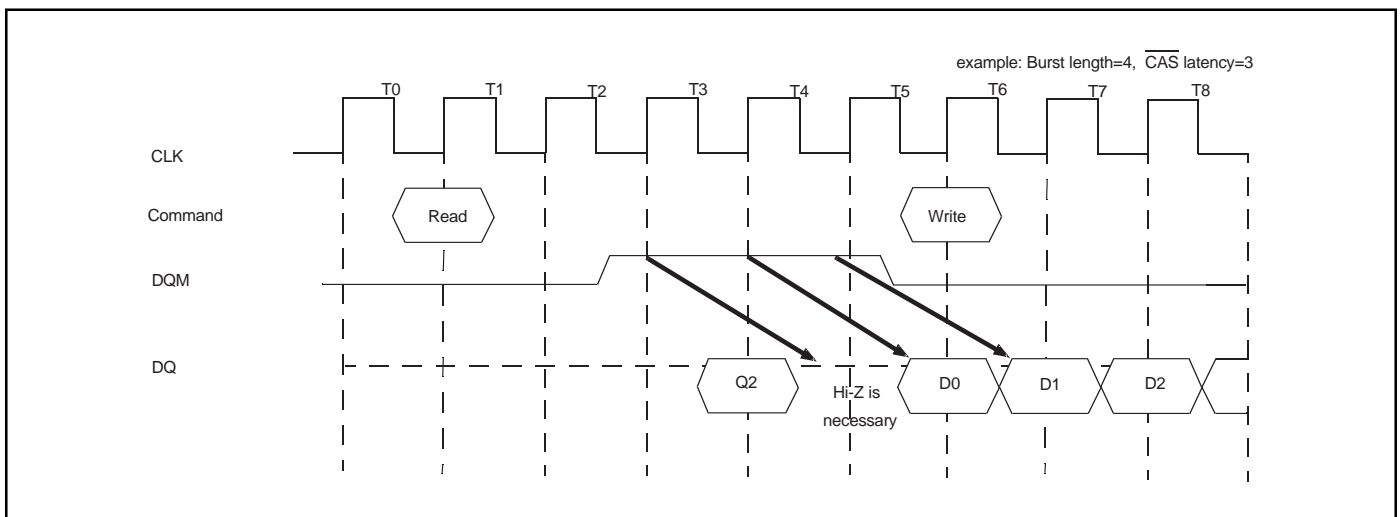 example: Burst length=4, CAS latency=3
T0 T1 T2 T3 T4 T5 T6 T7 T8
CLK
Command Read Write
DQM
DQ Q2 D0 D1 D2
Hi-Z is
necessary